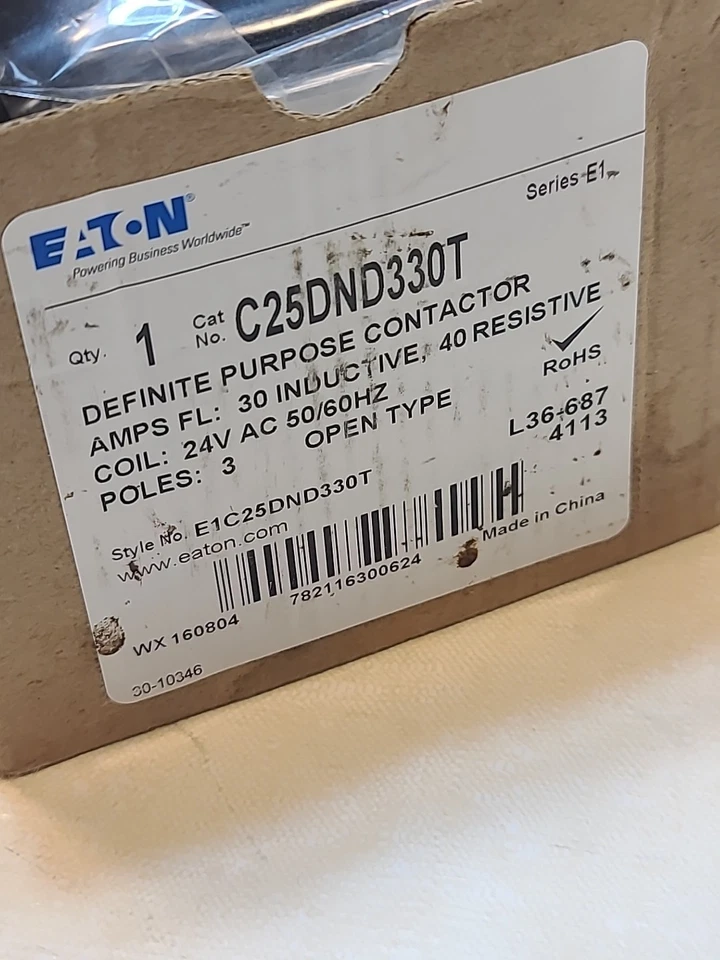 EATON®
Powering Business Worldwide™
Series E1
Qty. 1 Cat No. C25DND330T
DEFINITE PURPOSE CONTACTOR
AMPS FL: 30 INDUCTIVE, 40 RESISTIVE
COIL: 24V AC 50/60HZ
RoHS
POLES: 3 OPEN TYPE
L36-687
4113
Style No. E1C25DND330T
www.eaton.com
782116300624
Made in China
WX 160804
30-10346